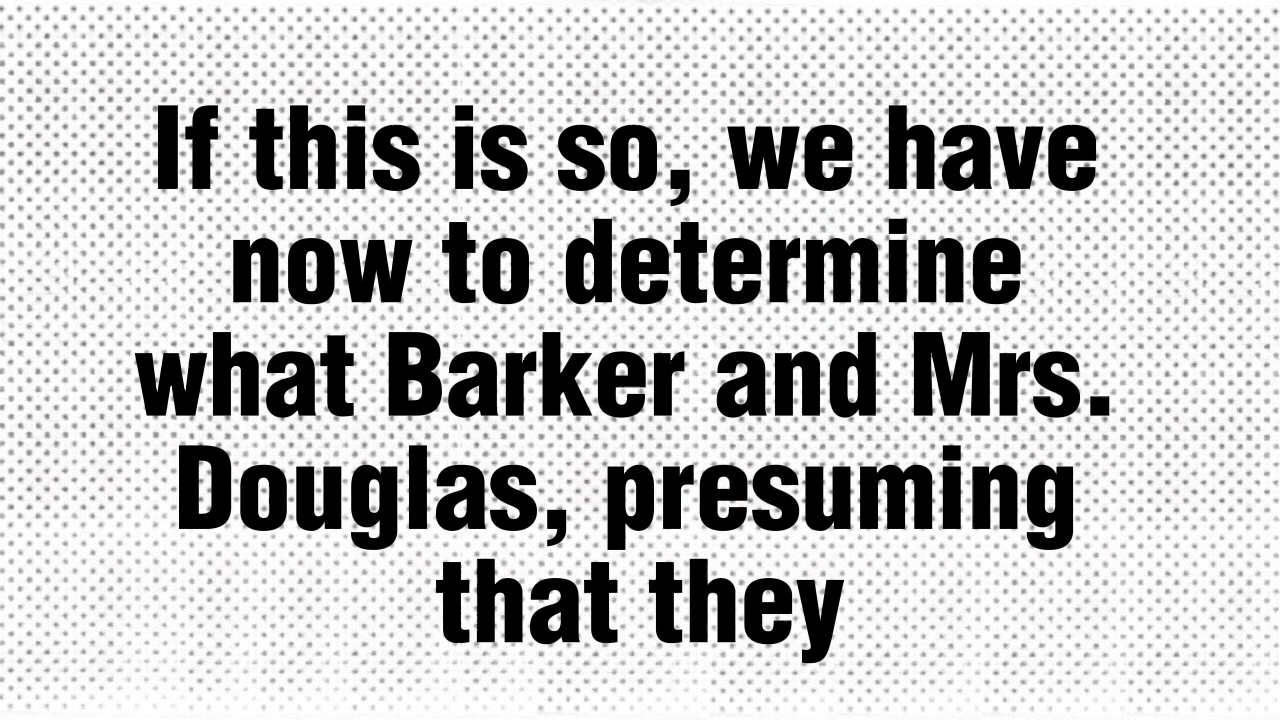 If this is so, we have
now to determine
what Barker and Mrs.
Douglas, presuming
that they